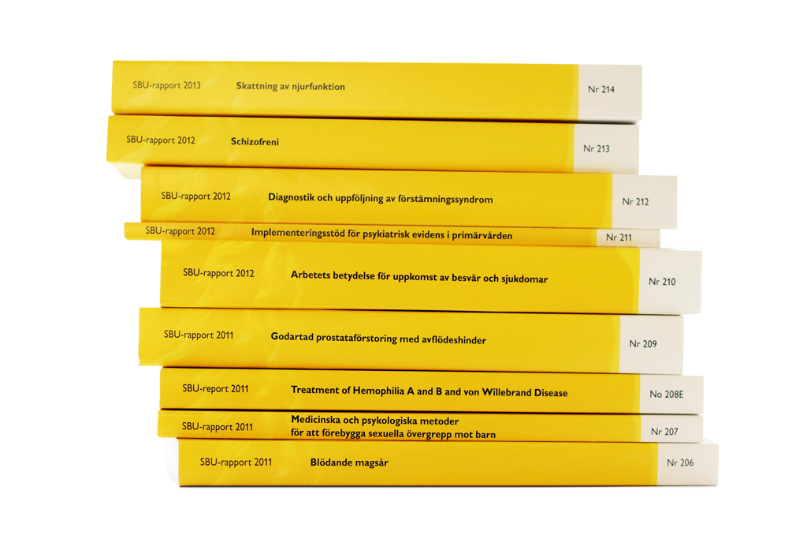 SBU-rapport 2013 Skattning av njurfunktion Nr 214
SBU-rapport 2012 Schizofreni Nr 213
SBU-rapport 2012 Diagnostik och uppföljning av förstämningssyndrom Nr 212
SBU-rapport 2012 Implementeringsstöd för psykiatrisk evidens i primärvården Nr 211
SBU-rapport 2012 Arbetets betydelse för uppkomst av besvär och sjukdomar Nr 210
SBU-rapport 2011 Godartad prostataförstoring med avflödeshinder Nr 209
SBU-report 2011 Treatment of Hemophilia A and B and von Willebrand Disease No 208E
SBU-rapport 2011 Medicinska och psykologiska metoder
för att förebygga sexuella övergrepp mot barn Nr 207
SBU-rapport 2011 Blödande magsår Nr 206